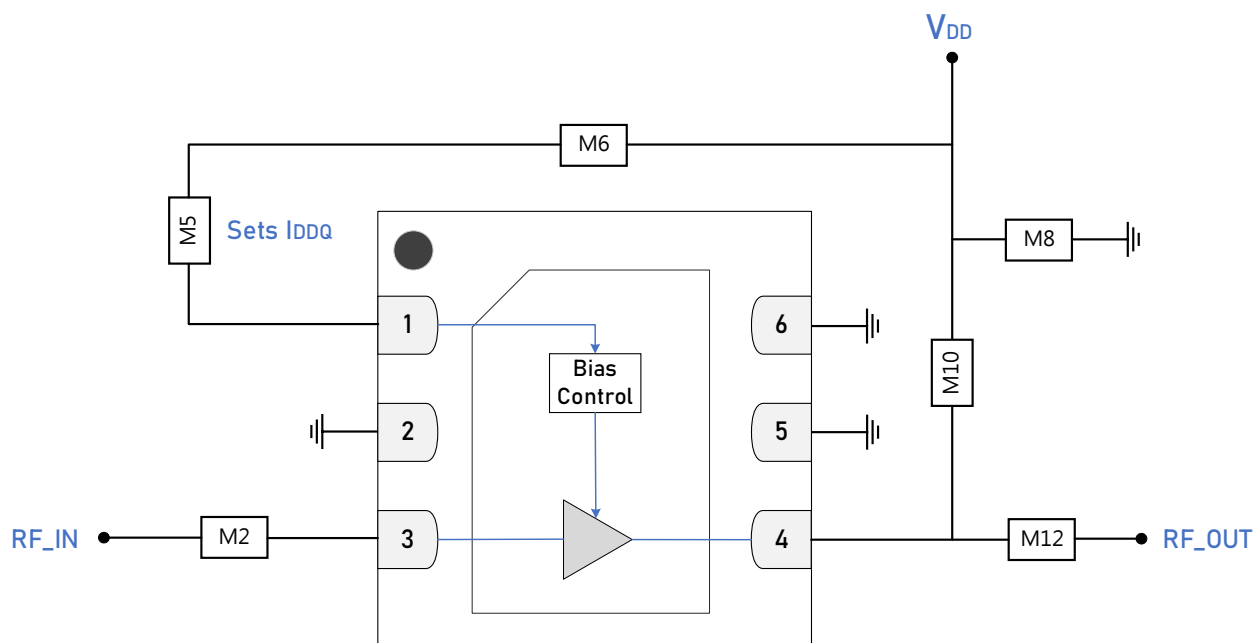 VDD
M6
M5
Sets IDDQ
M8
1
6
Bias
Control
M10
2
5
RF_IN
M2
3
4
M12
RF_OUT